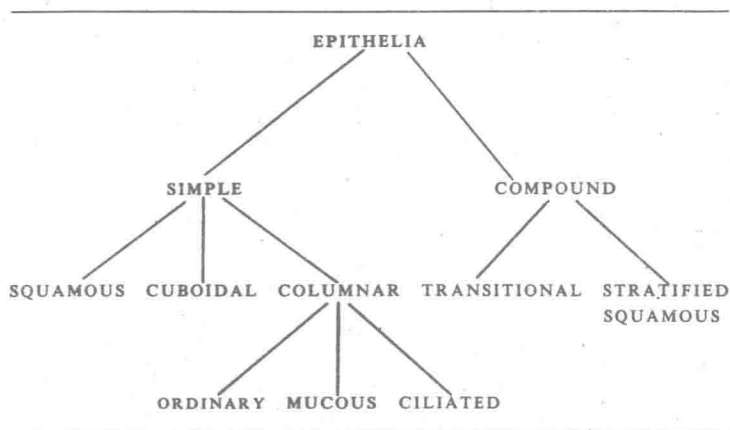 EPITHELIA
SIMPLE COMPOUND
SQUAMOUS CUBOIDAL COLUMNAR TRANSITIONAL STRATIFIED
SQUAMOUS
ORDINARY MUCOUS CILIATED